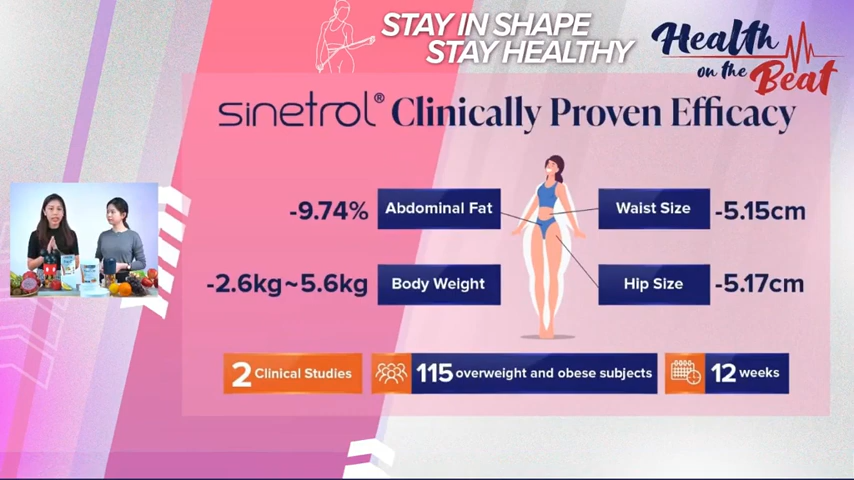 STAY IN SHAPE
STAY HEALTHY
Health
on the
Beat
sinetrol® Clinically Proven Efficacy
-9.74% Abdominal Fat
Waist Size -5.15cm
-2.6kg~5.6kg Body Weight
Hip Size -5.17cm
2 Clinical Studies
115 overweight and obese subjects
12 weeks